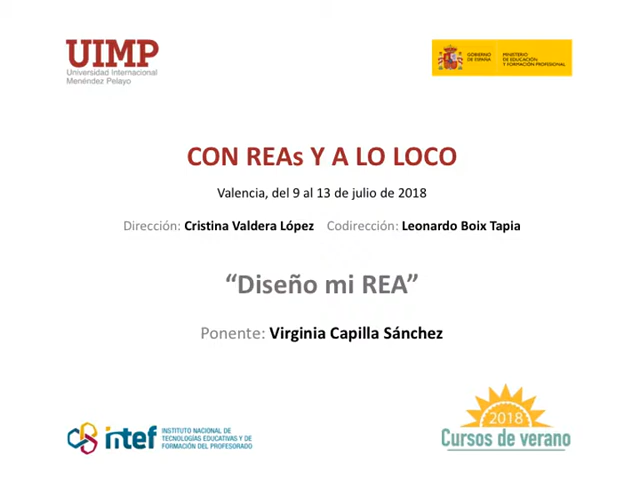 UIMP
Universidad Internacional
Menéndez Pelayo
GOBIERNO
DE ESPAÑA
MINISTERIO
DE EDUCACIÓN
Y FORMACIÓN PROFESIONAL
CON REAs Y A LO LOCO
Valencia, del 9 al 13 de julio de 2018
Dirección: Cristina Valdera López Codirección: Leonardo Boix Tapia
“Diseño mi REA”
Ponente: Virginia Capilla Sánchez
intef
INSTITUTO NACIONAL DE
TECNOLOGÍAS EDUCATIVAS Y DE
FORMACIÓN DEL PROFESORADO
2018
Cursos de verano